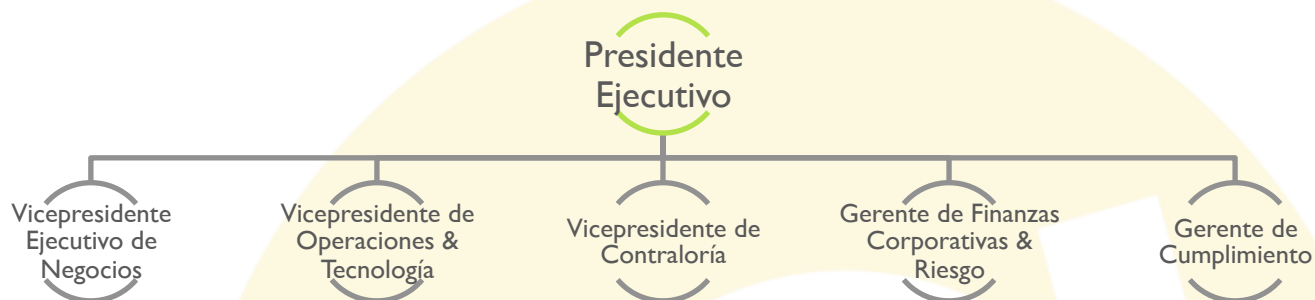 Presidente
Ejecutivo
Vicepresidente
Ejecutivo de
Negocios
Vicepresidente de
Operaciones &
Tecnología
Vicepresidente de
Contraloría
Gerente de Finanzas
Corporativas &
Riesgo
Gerente de
Cumplimiento